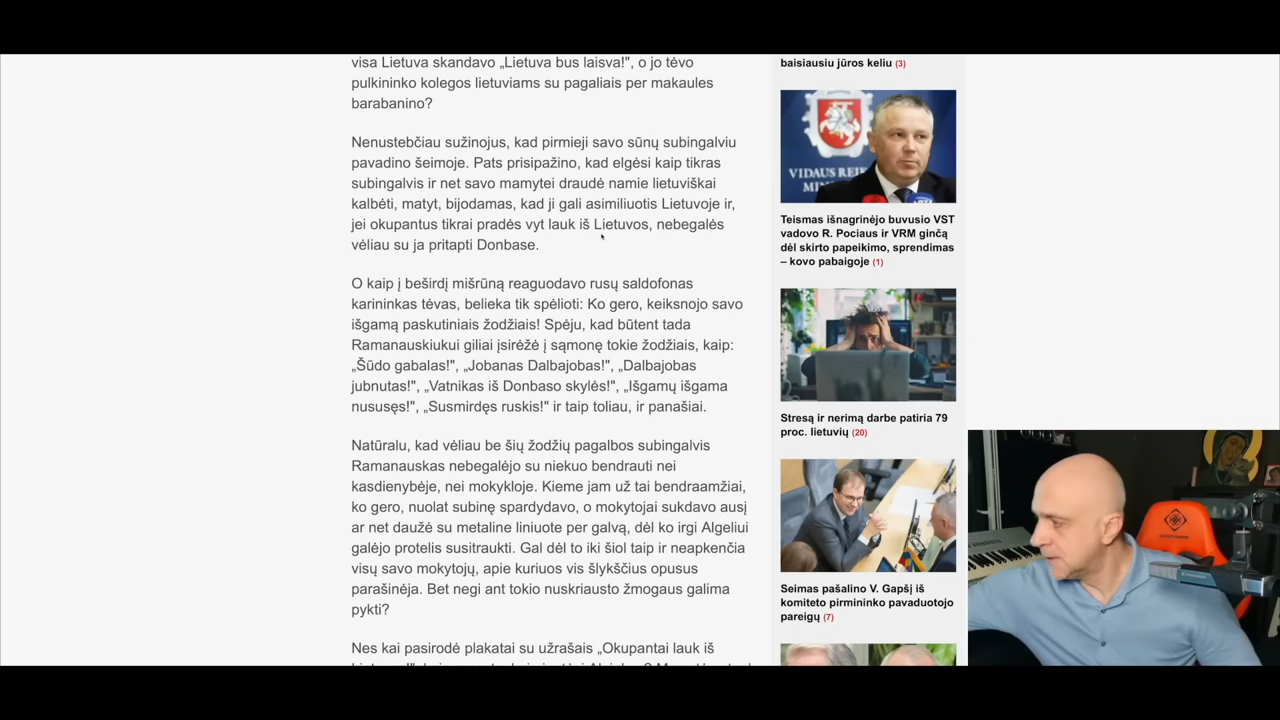 visa Lietuva skandavo „Lietuva bus laisva!", o jo tėvo
pulkininko kolegos lietuviams su pagaliais per makaules
barabanino?
Nenustebčiau sužinojus, kad pirmieji savo sūnų subingalviu
pavadino šeimoje. Pats prisipažino, kad elgėsi kaip tikras
subingalvis ir net savo mamytei draudė namie lietuviškai
kalbėti, matyt, bijodamas, kad ji gali asimiliuotis Lietuvoje ir,
jei okupantus tikrai pradės vyt lauk iš Lietuvos, nebegalės
vėliau su ja pritapti Donbase.
O kaip į beširdį mišrūną reaguodavo rusų saldofonas
karininkas tėvas, belieka tik spėlioti: Ko gero, keiksnojo savo
išgamą paskutiniais žodžiais! Spėju, kad būtent tada
Ramanauskiukui giliai įsirėžė į sąmonę tokie žodžiais, kaip:
„Šūdo gabalas!", „Jobanas Dalbajobas!", „Dalbajobas
jubnutas!", „Vatnikas iš Donbaso skylės!", „Išgamų išgama
nususęs!", „Susmirdęs ruskis!" ir taip toliau, ir panašiai.
Natūralu, kad vėliau be šių žodžių pagalbos subingalvis
Ramanauskas nebegalėjo su niekuo bendrauti nei
kasdienybėje, nei mokykloje. Kieme jam už tai bendraamžiai,
ko gero, nuolat subinę spardydavo, o mokytojai sukdavo ausį
ar net daužė su metaline liniuote per galvą, dėl ko irgi Algeliui
galėjo protelis susitraukti. Gal dėl to iki šiol taip ir neapkenčia
visų savo mokytojų, apie kuriuos vis šlykščius opusus
parašinėja. Bet negi ant tokio nuskriausto žmogaus galima
pykti?
Nes kai pasirodė plakatai su užrašais „Okupantai lauk iš
baisiausiu jūros keliu (3)
VIDAUS REIK
Teismas išnagrinėjo buvusio VST
vadovo R. Pociaus ir VRM ginčą
dėl skirto papeikimo, sprendimas
– kovo pabaigoje (1)
Stresą ir nerimą darbe patiria 79
proc. lietuvių (20)
Seimas pašalino V. Gapšį iš
komiteto pirmininko pavaduotojo
pareigų (7)